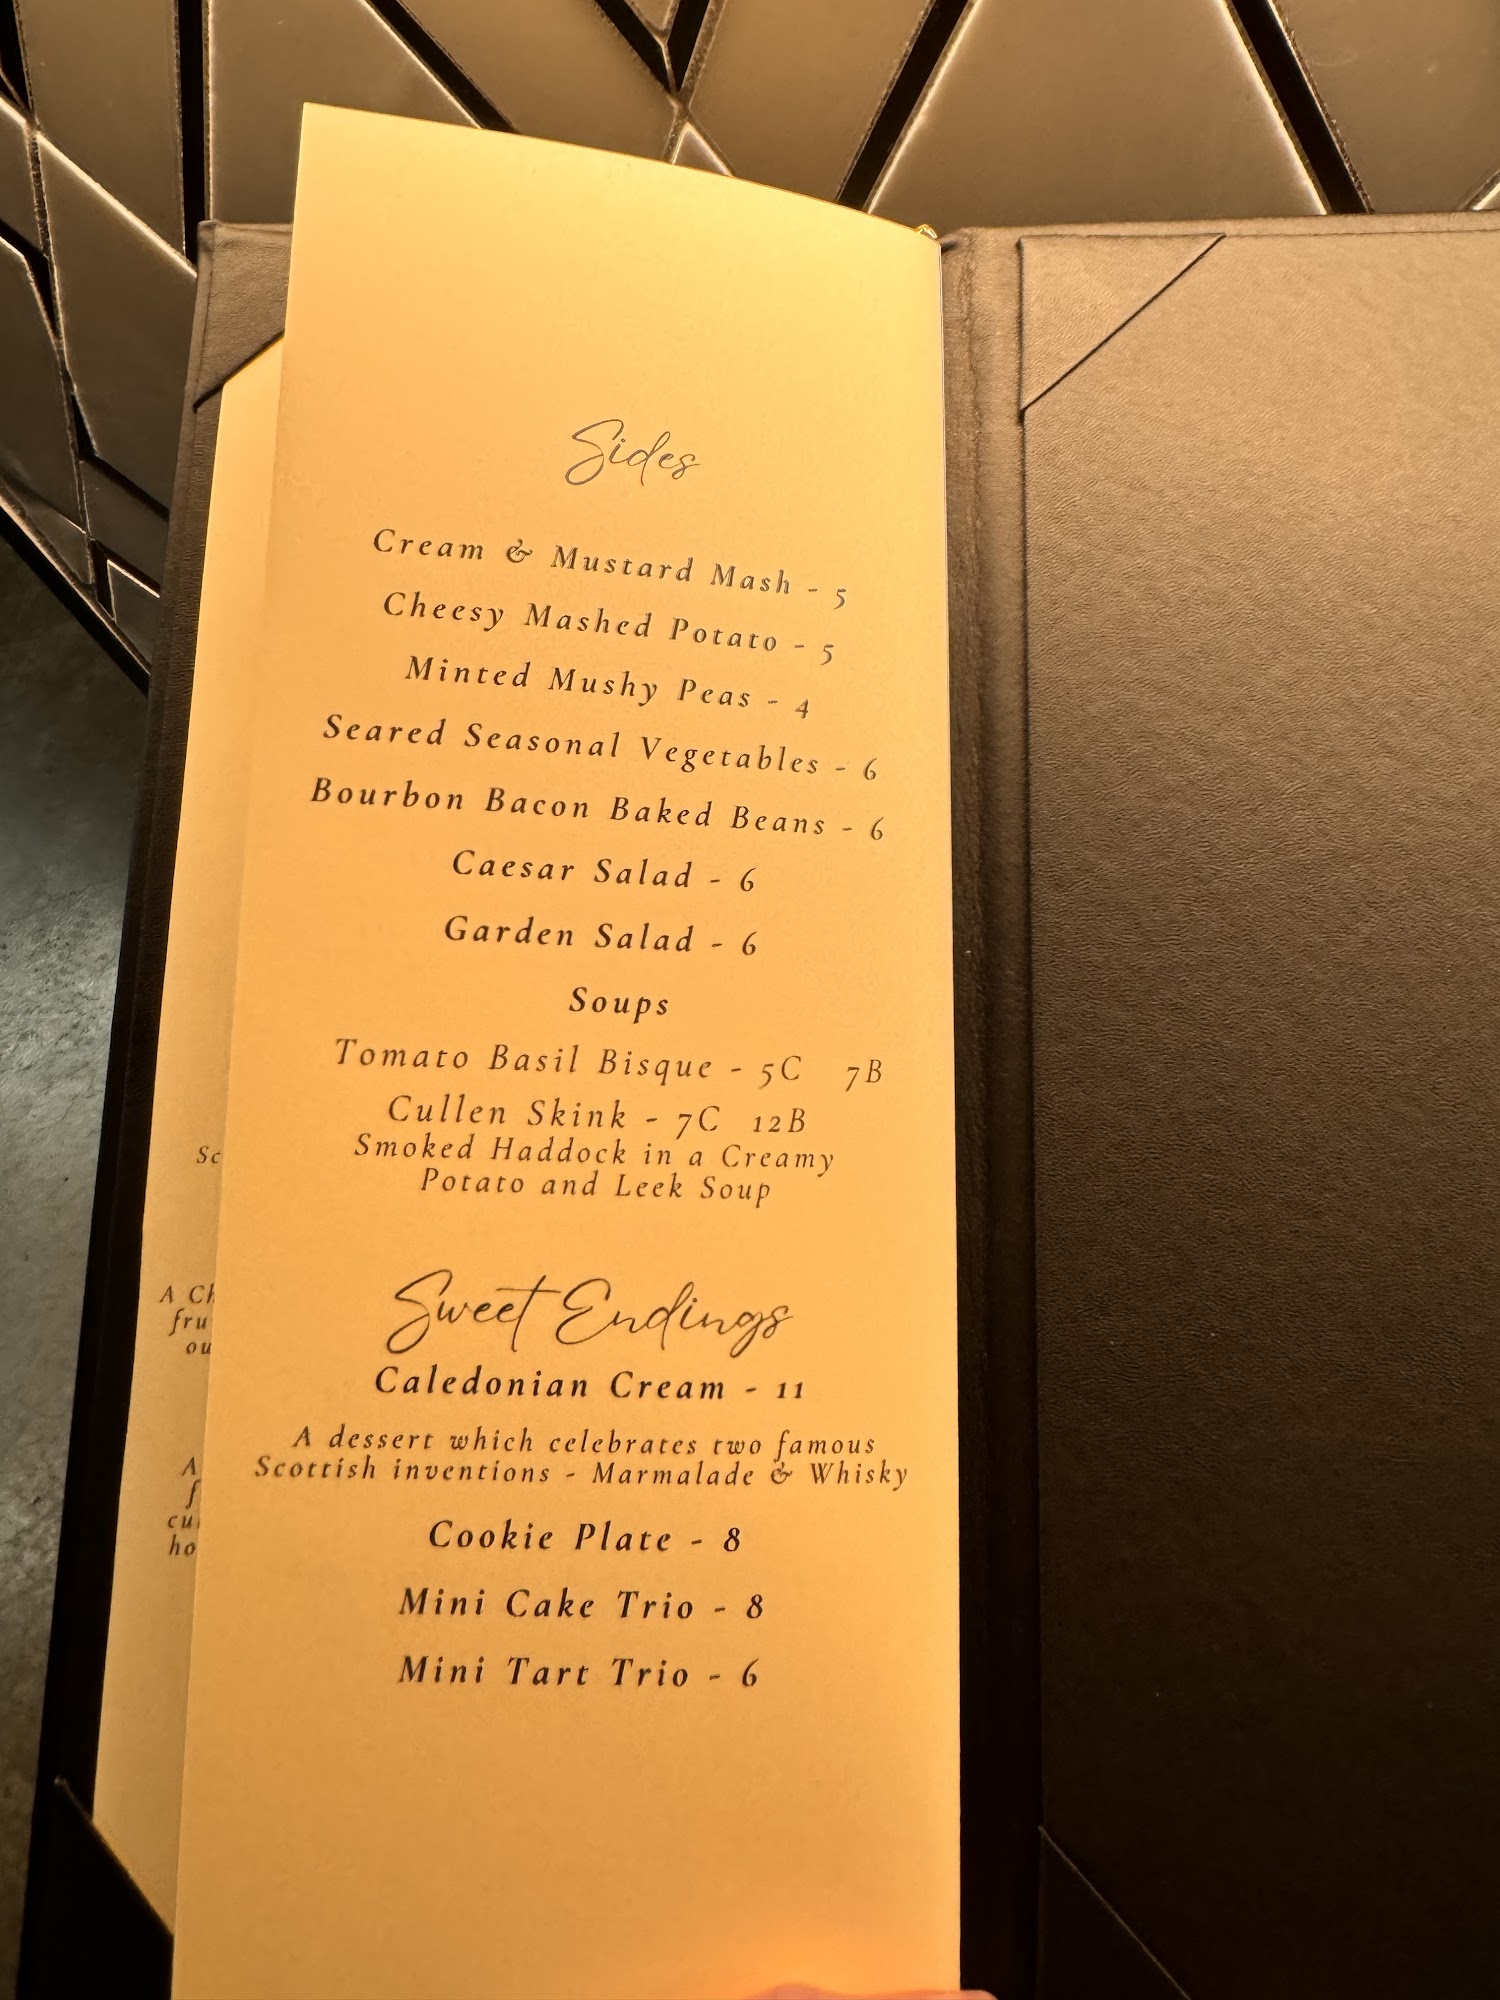 Sides
Cream & Mustard Mash - 5
Cheesy Mashed Potato - 5
Minted Mushy Peas - 4
Seared Seasonal Vegetables - 6
Bourbon Bacon Baked Beans - 6
Caesar Salad - 6
Garden Salad - 6
Soups
Tomato Basil Bisque - 5C 7B
Cullen Skink - 7C 12B
Smoked Haddock in a Creamy
Potato and Leek Soup
Sweet Endings
Caledonian Cream - 11
A dessert which celebrates two famous
Scottish inventions - Marmalade & Whisky
Cookie Plate - 8
Mini Cake Trio - 8
Mini Tart Trio - 6